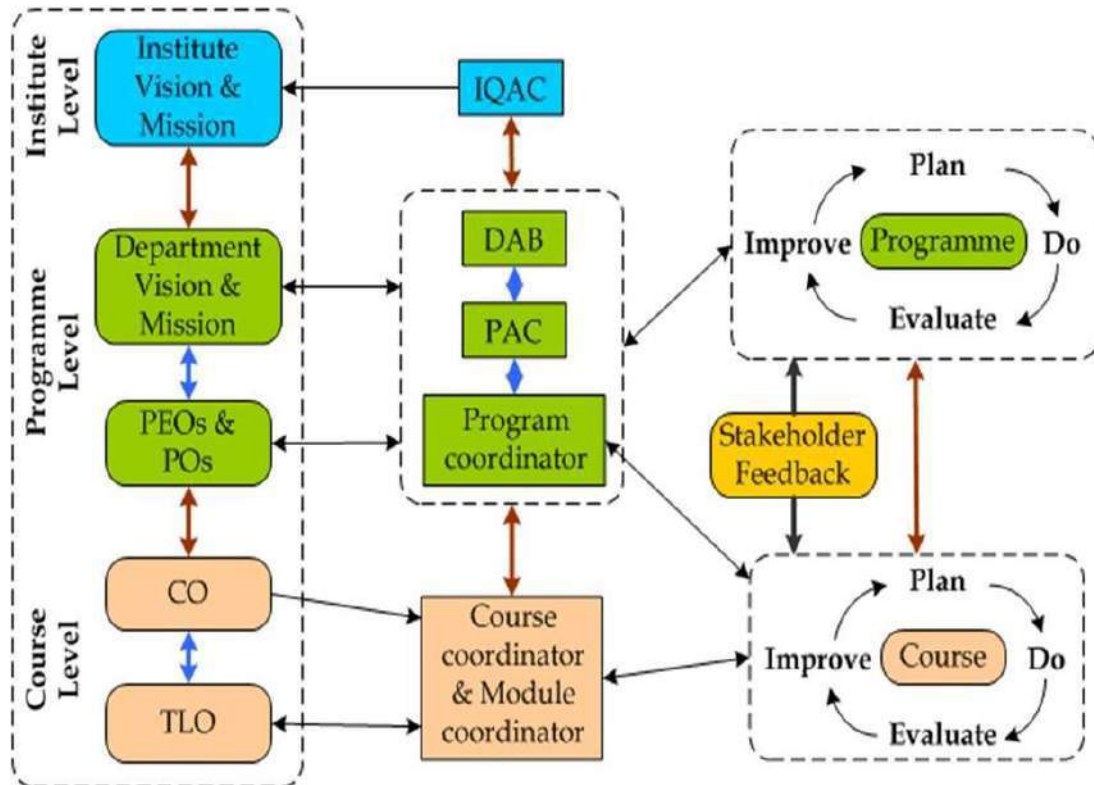 Institute
Level
Institute
Vision &
Mission
IQAC
Programme
Level
Department
Vision &
Mission
PEOs &
POs
DAB
PAC
Program
coordinator
Plan
Improve
Programme
Do
Evaluate
Stakeholder
Feedback
Course
Level
CO
TLO
Course
coordinator
& Module
coordinator
Plan
Improve
Course
Do
Evaluate